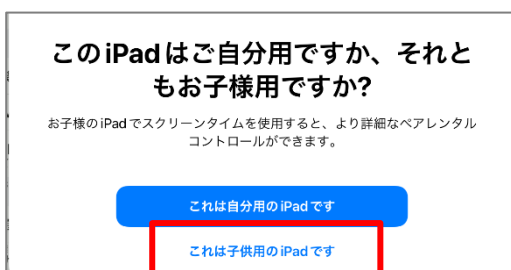 このiPadはご自分用ですか、それと
もお子様用ですか?
お子様のiPadでスクリーンタイムを使用すると、より詳細なペアレンタル
コントロールができます。
これは自分用のiPadです
これは子供用のiPadです